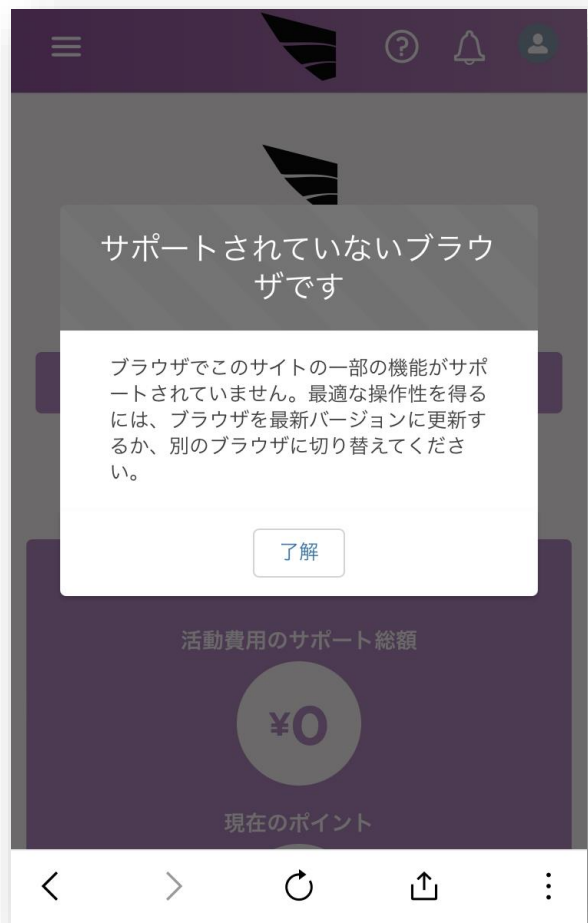 サポートされていないブラウ
ザです
ブラウザでこのサイトの一部の機能がサポ
ートされていません。最適な操作性を得る
には、ブラウザを最新バージョンに更新す
るか、別のブラウザに切り替えてくださ
い。
了解
活動費用のサポート総額
¥0
現在のポイント